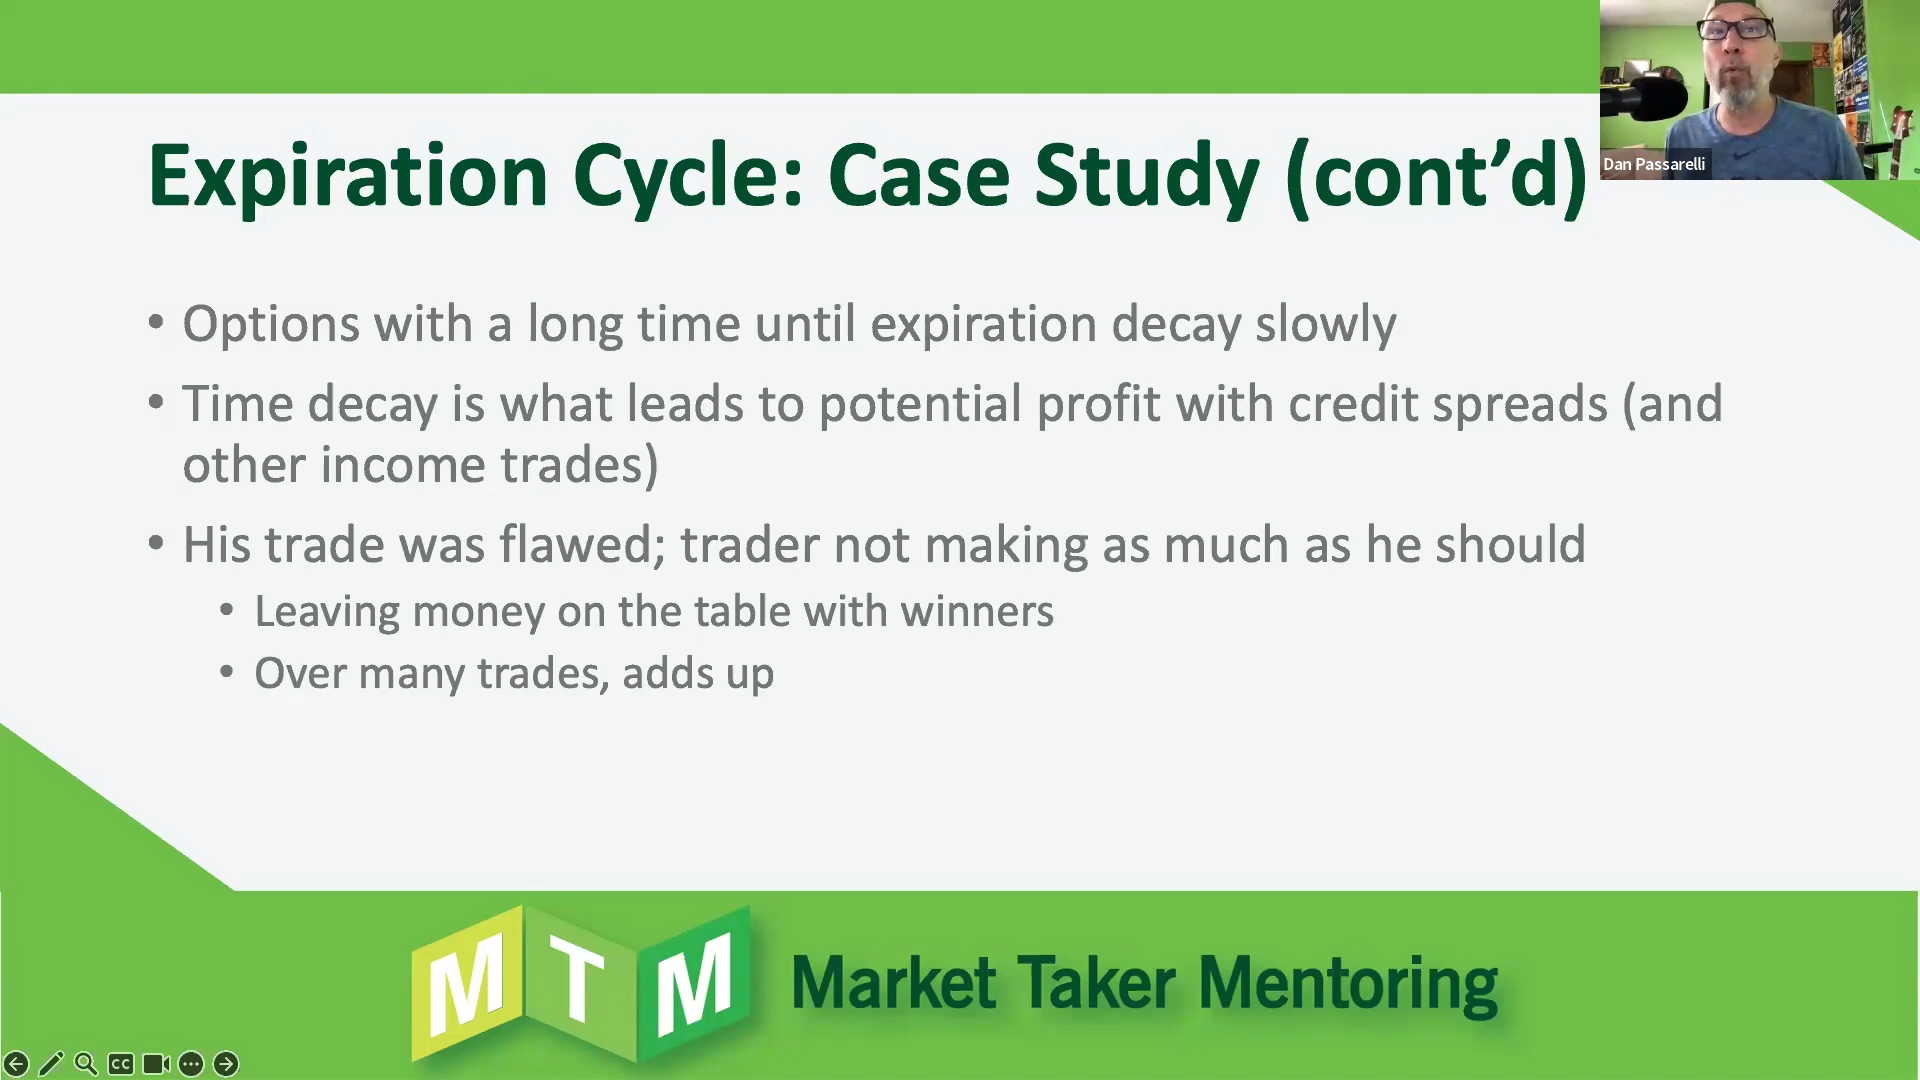 Expiration Cycle: Case Study (cont’d)
Dan Passarelli
• Options with a long time until expiration decay slowly
• Time decay is what leads to potential profit with credit spreads (and
other income trades)
• His trade was flawed; trader not making as much as he should
• Leaving money on the table with winners
• Over many trades, adds up
MTM Market Taker Mentoring
CC